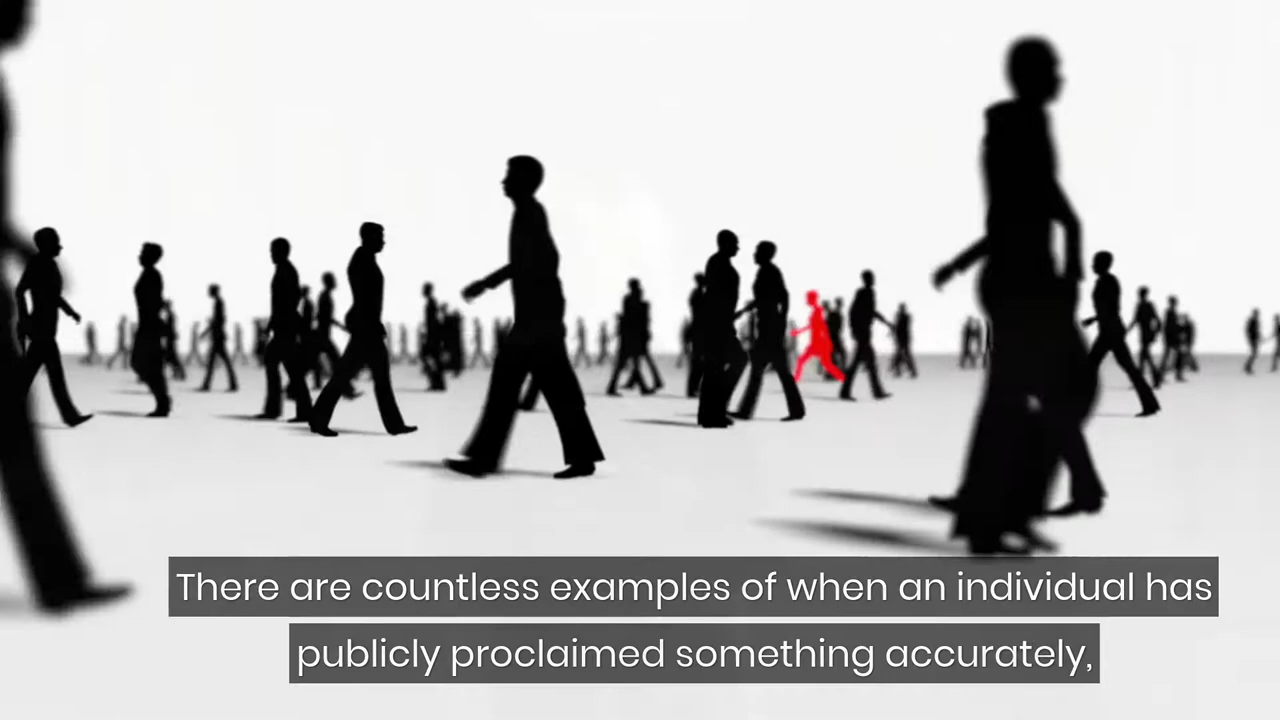 There are countless examples of when an individual has
publicly proclaimed something accurately,